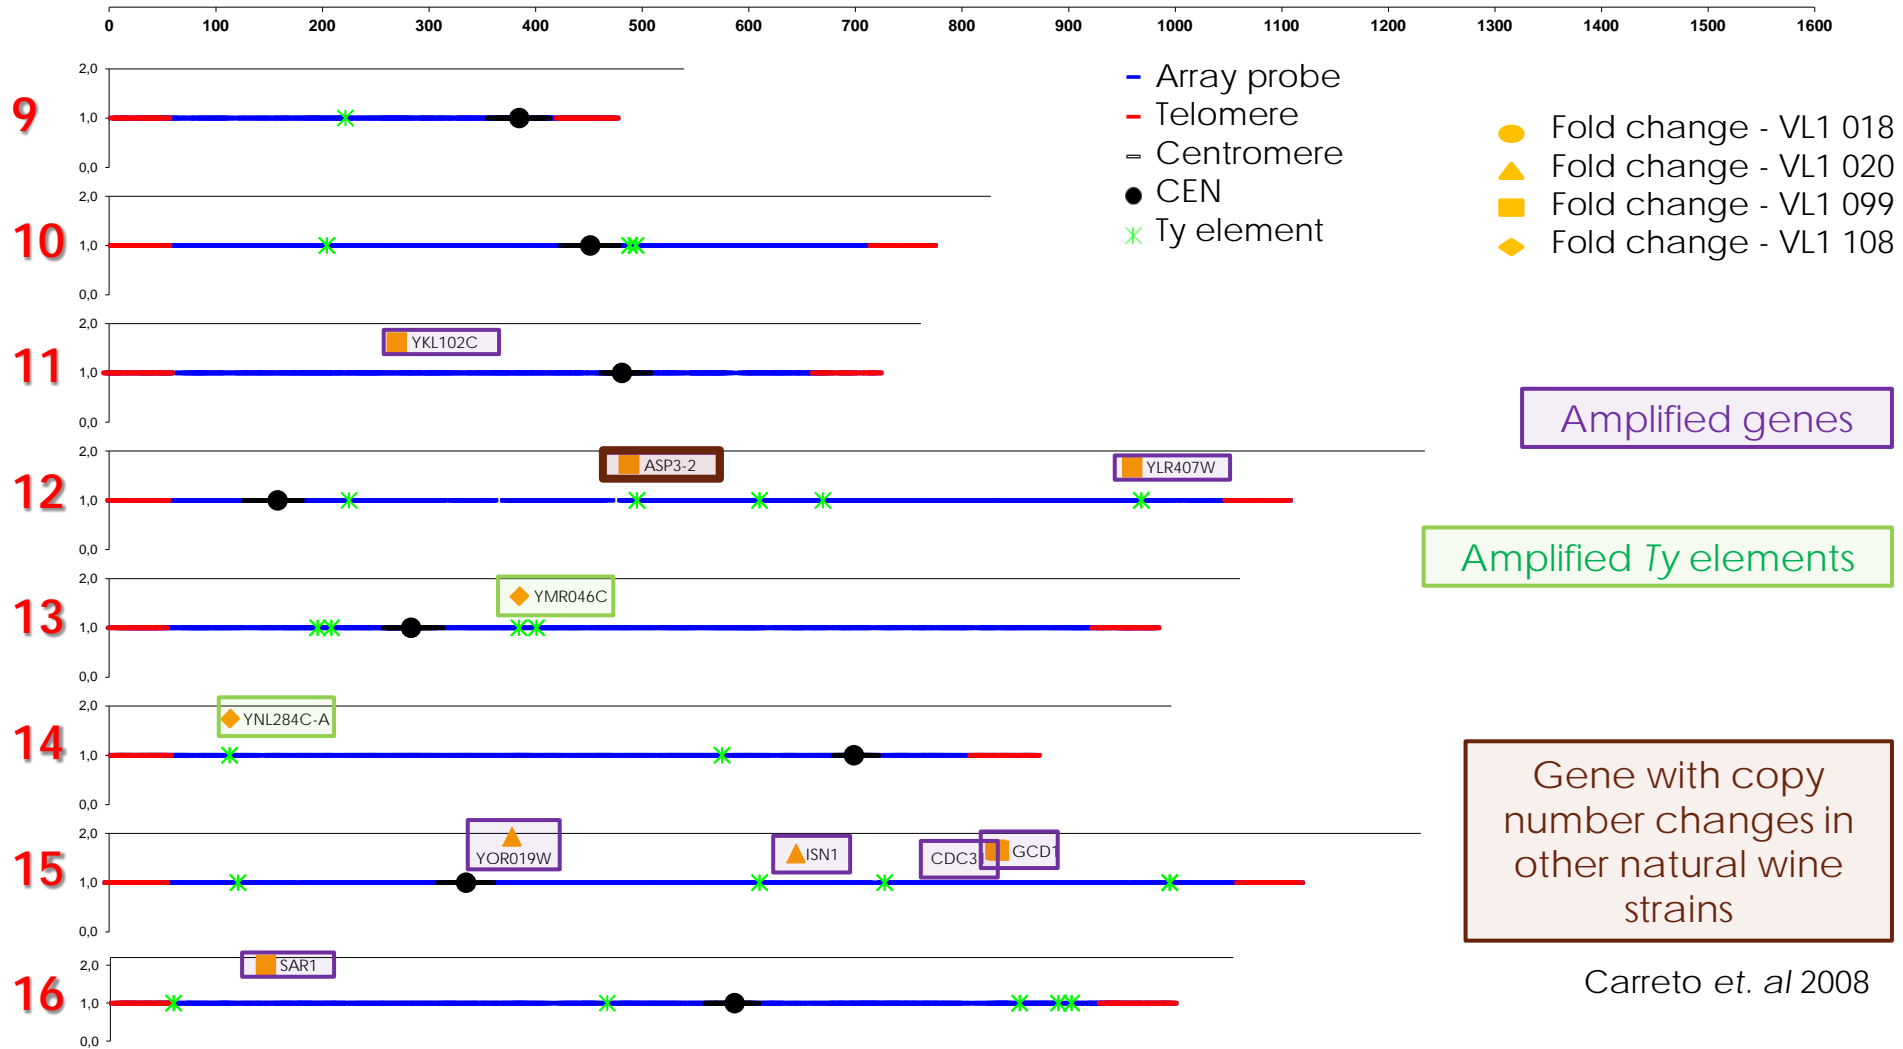 0 100 200 300 400 500 600 700 800 900 1000 1100 1200 1300 1400 1500 1600
9
2,0
1,0
0,0
Array probe
Telomere
Centromere
CEN
Ty element
Fold change - VL1 018
Fold change - VL1 020
Fold change - VL1 099
Fold change - VL1 108
10
2,0
1,0
0,0
11
2,0
1,0
0,0
YKL102C
Amplified genes
12
2,0
1,0
0,0
ASP3-2
YLR407W
Amplified Ty elements
13
2,0
1,0
0,0
YMR046C
14
2,0
1,0
0,0
YNL284C-A
Gene with copy
number changes in
other natural wine
strains
15
2,0
1,0
0,0
YOR019W
ISN1
CDC31
GCD1
16
2,0
1,0
0,0
SAR1
Carreto et. al 2008